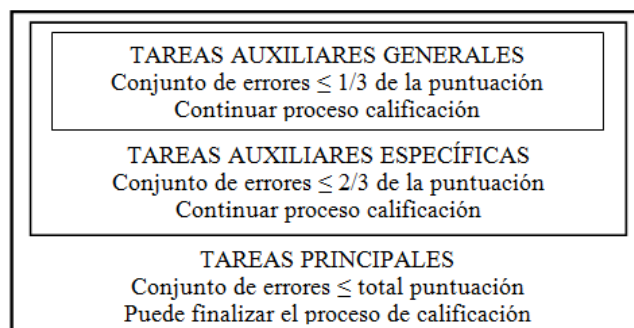 TAREAS AUXILIARES GENERALES
Conjunto de errores ≤ 1/3 de la puntuación
Continuar proceso calificación
TAREAS AUXILIARES ESPECÍFICAS
Conjunto de errores ≤ 2/3 de la puntuación
Continuar proceso calificación
TAREAS PRINCIPALES
Conjunto de errores ≤ total puntuación
Puede finalizar el proceso de calificación